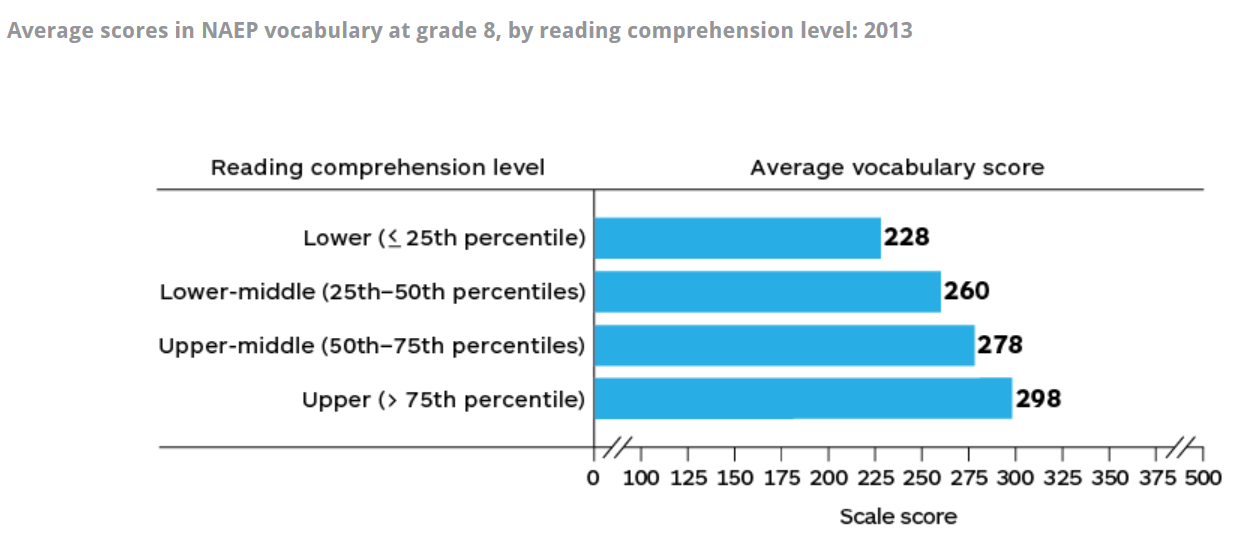 Average scores in NAEP vocabulary at grade 8, by reading comprehension level: 2013
Reading comprehension level Average vocabulary score
Lower (≤ 25th percentile) 228
Lower-middle (25th–50th percentiles) 260
Upper-middle (50th–75th percentiles) 278
Upper (> 75th percentile) 298
0 100 125 150 175 200 225 250 275 300 325 350 375 500
Scale score